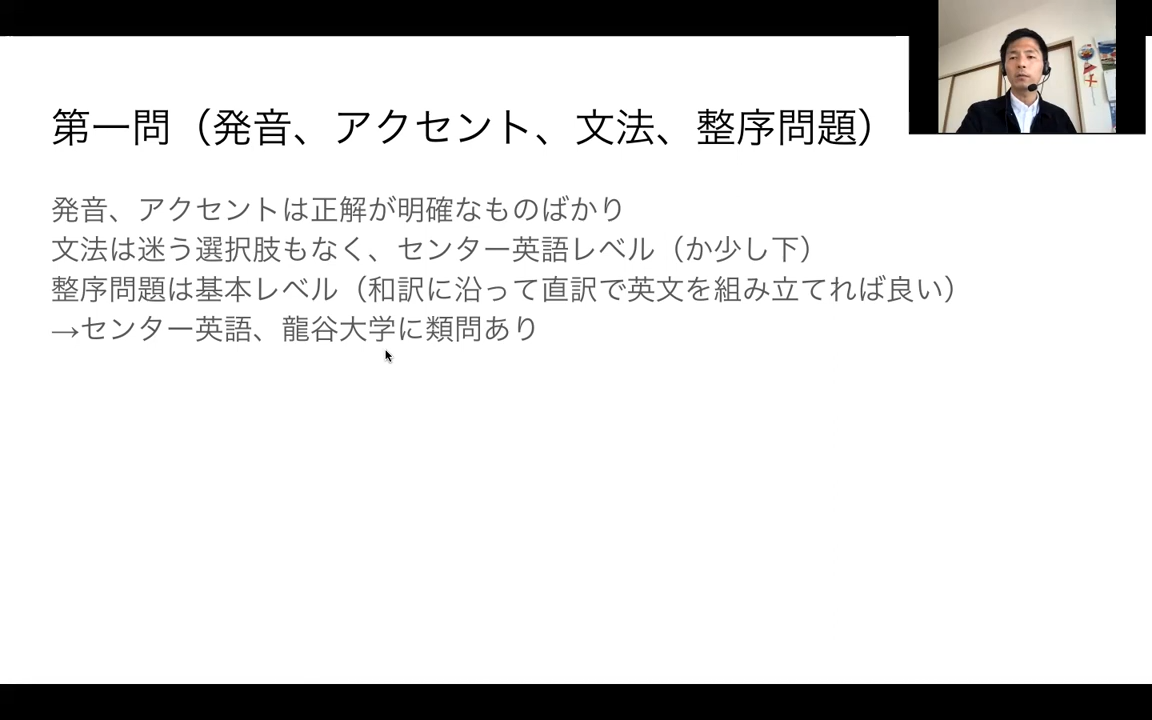 第一問（発音、アクセント、文法、整序問題）
発音、アクセントは正解が明確なものばかり
文法は迷う選択肢もなく、センター英語レベル（か少し下）
整序問題は基本レベル（和訳に沿って直訳で英文を組み立てれば良い）
→センター英語、龍谷大学に類問あり